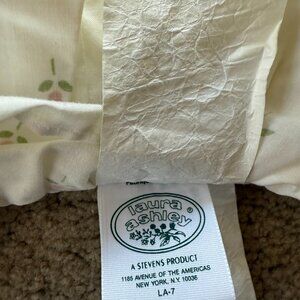 laura ®
ashley
A STEVENS PRODUCT
1185 AVENUE OF THE AMERICAS
NEW YORK, N.Y. 10036
LA-7